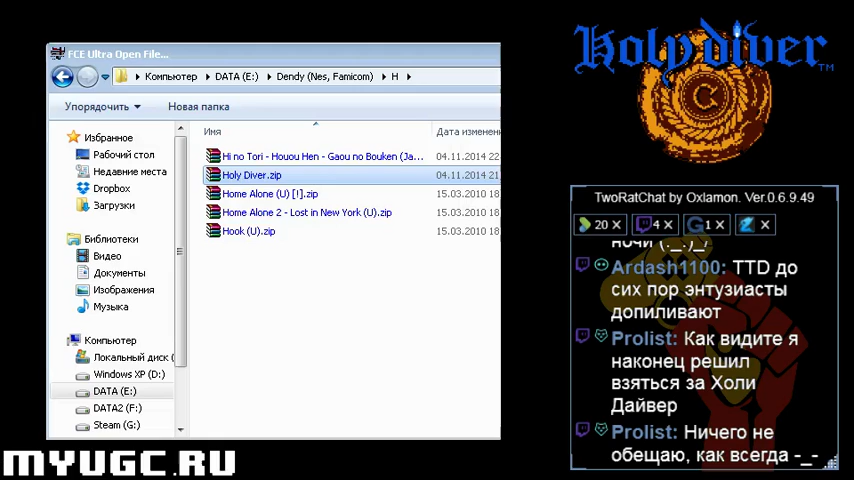 FCE Ultra Open File...
Компьютер
DATA (E:)
Dendy (Nes, Famicom)
H
Упорядочить
Новая папка
Избранное
Рабочий стол
Недавние места
Dropbox
Загрузки
Библиотеки
Видео
Документы
Изображения
Музыка
Компьютер
Локальный диск (
Windows XP (D:)
DATA (E:)
DATA2 (F:)
Steam (G:)
Имя
Дата изменен
Hi no Tori - Houou Hen - Gaou no Bouken (Ja...
04.11.2014 22
Holy Diver.zip
04.11.2014 21
Home Alone (U) [!].zip
15.03.2010 18
Home Alone 2 - Lost in New York (U).zip
15.03.2010 18
Hook (U).zip
15.03.2010 18
Holy diver TM
TwoRatChat by Oxlamon. Ver.0.6.9.49
20 X
4 X
G 1 X
X
ночи (._.)_/
Ardash1100: TTD до
сих пор энтузиасты
допиливают
Prolist: Как видите я
наконец решил
взяться за Холи
Дайвер
Prolist: Ничего не
обещаю, как всегда -_-
MYUGC.RU